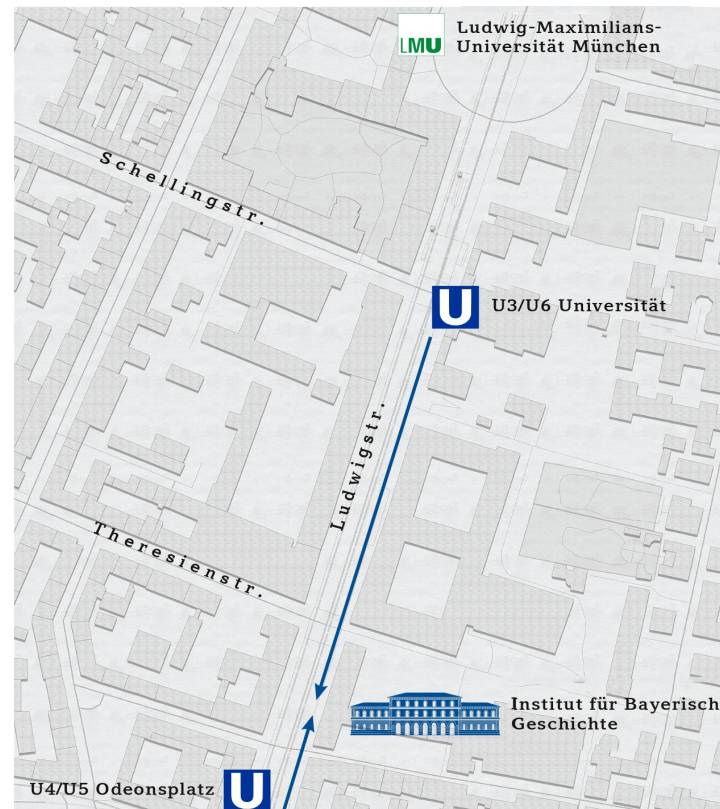 LMU
Ludwig-Maximilians-
Universität München
Schellingstr.
U
U3/U6 Universität
Ludwigstr.
Theresienstr.
Institut für Bayerisch
Geschichte
U4/U5 Odeonsplatz
U